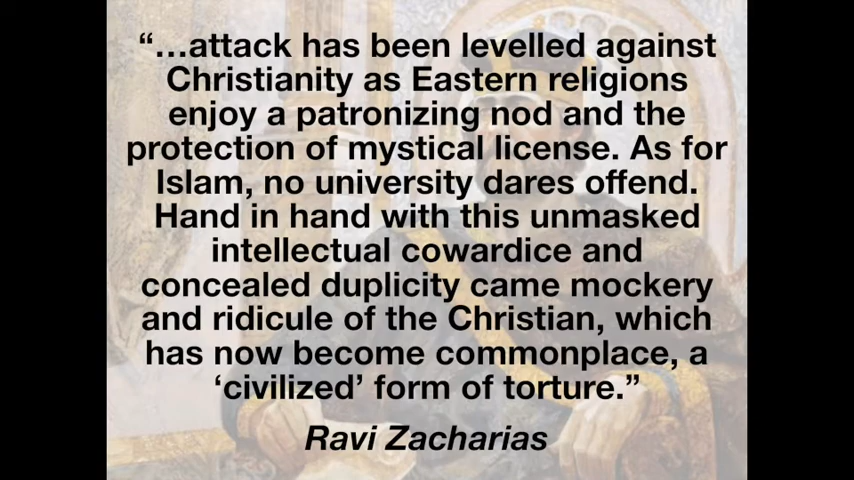 “…attack has been levelled against
Christianity as Eastern religions
enjoy a patronizing nod and the
protection of mystical license. As for
Islam, no university dares offend.
Hand in hand with this unmasked
intellectual cowardice and
concealed duplicity came mockery
and ridicule of the Christian, which
has now become commonplace, a
‘civilized’ form of torture.”
Ravi Zacharias